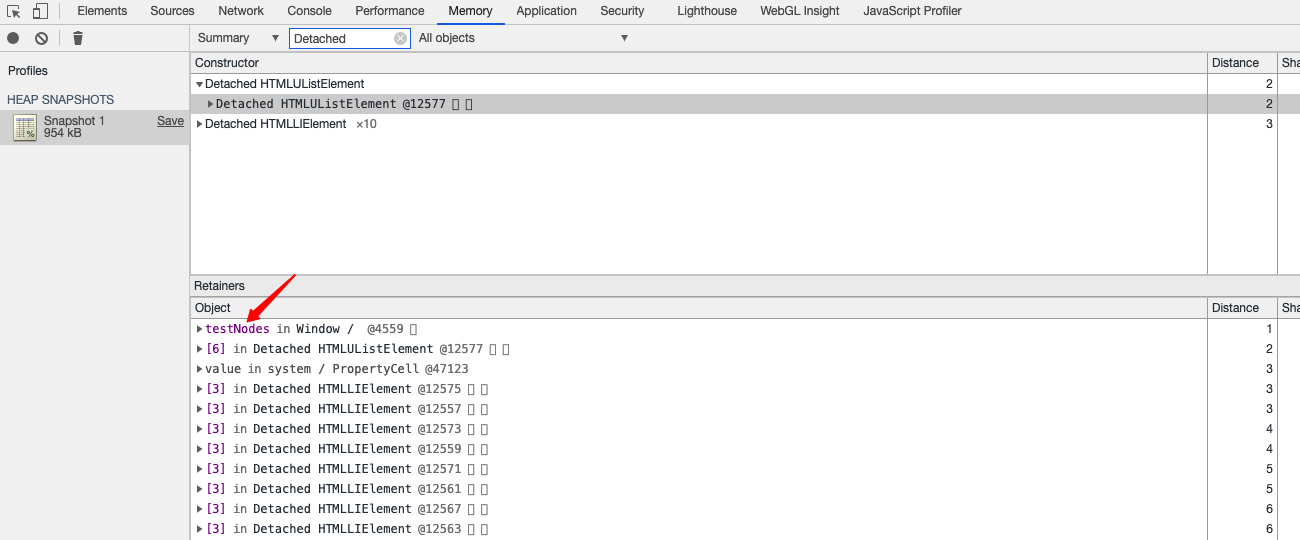 Elements Sources Network Console Performance Memory Application Security Lighthouse WebGL Insight JavaScript Profiler
Summary ▼ Detached All objects ▼
Profiles
HEAP SNAPSHOTS
Snapshot 1 Save
954 kB
Constructor Distance Sha
Detached HTMLUListElement 2
Detached HTMLUListElement @12577 2
Detached HTMLLIElement ×10 3
Retainers
Object Distance Sha
testNodes in Window / @4559 1
[6] in Detached HTMLUListElement @12577 2
value in system / PropertyCell @47123 3
[3] in Detached HTMLLIElement @12575 3
[3] in Detached HTMLLIElement @12557 3
[3] in Detached HTMLLIElement @12573 4
[3] in Detached HTMLLIElement @12559 4
[3] in Detached HTMLLIElement @12571 5
[3] in Detached HTMLLIElement @12561 5
[3] in Detached HTMLLIElement @12567 6
[3] in Detached HTMLLIElement @12563 6